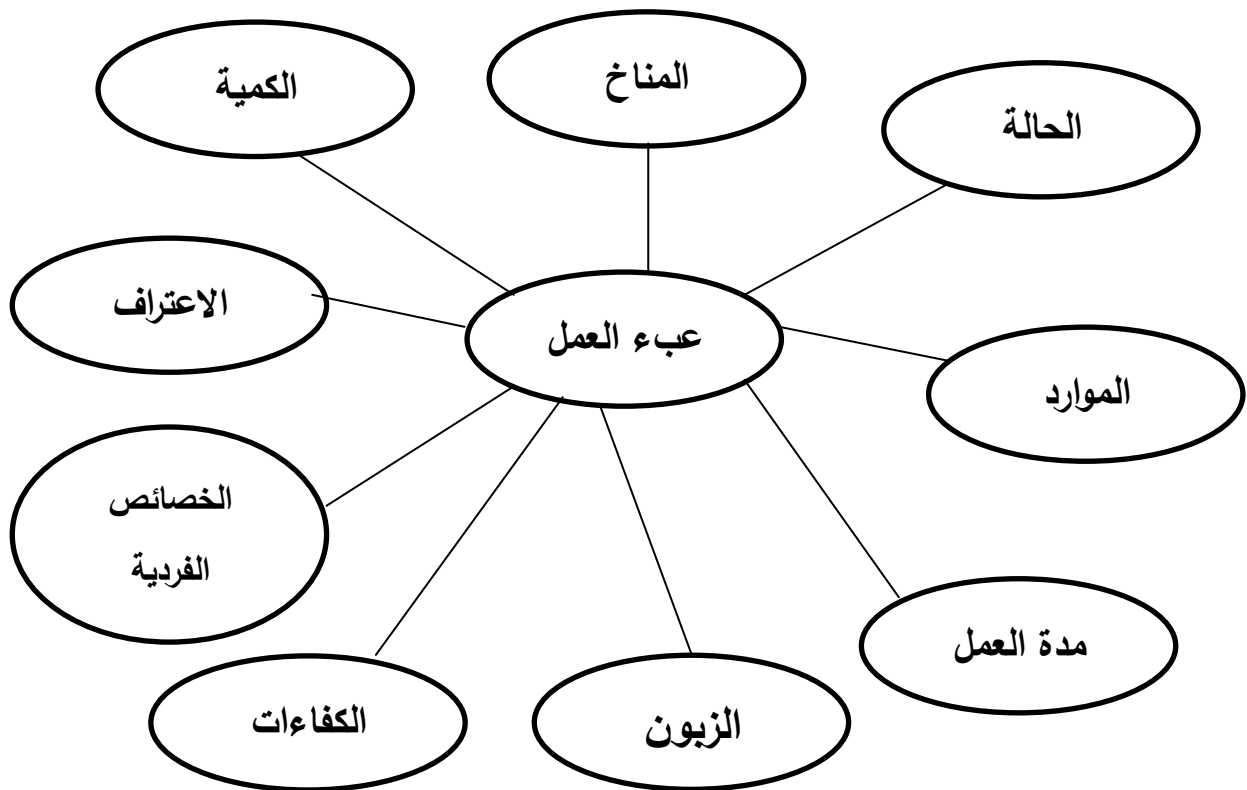 المناخ
الكمية
الحالة
الاعتراف
عبء العمل
الموارد
الخصائص
الفردية
مدة العمل
الكفاءات
الزبون